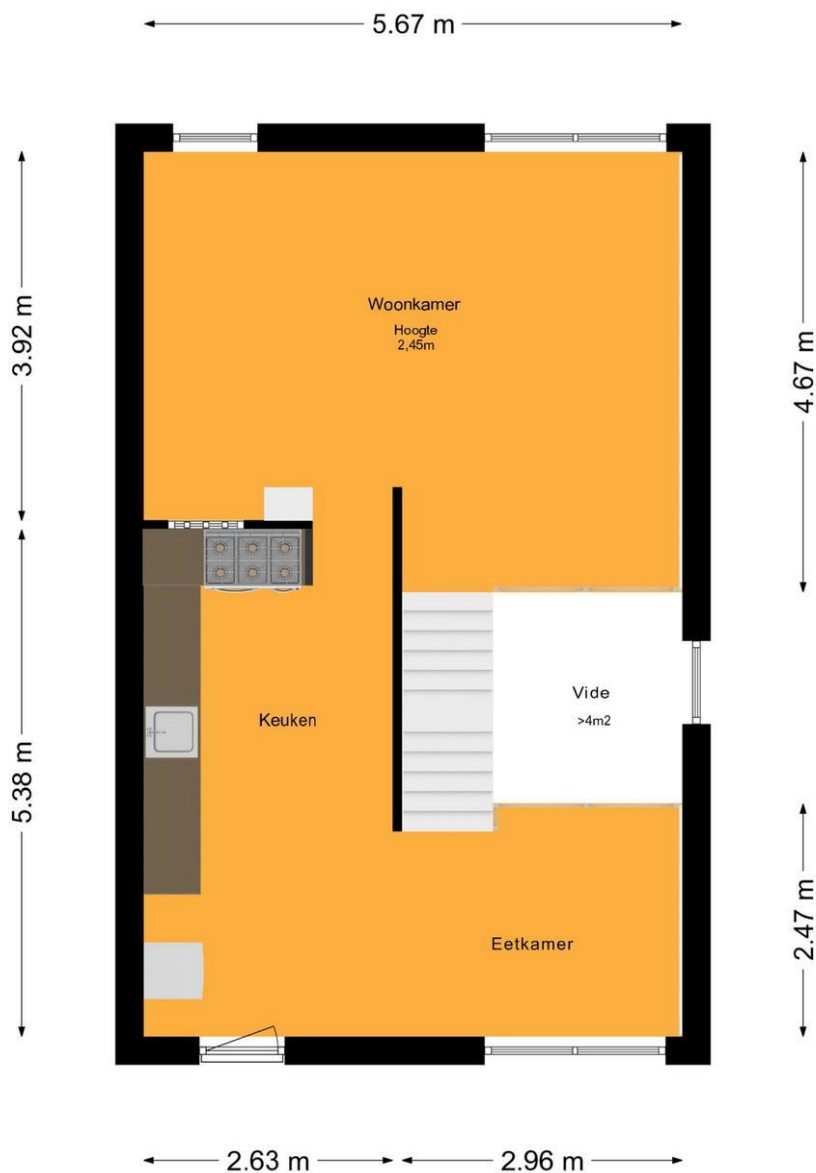 5.67 m
3.92 m
4.67 m
Woonkamer
Hoogte
2,45m
Keuken
Vide
>4m2
5.38 m
2.47 m
Eetkamer
2.63 m
2.96 m